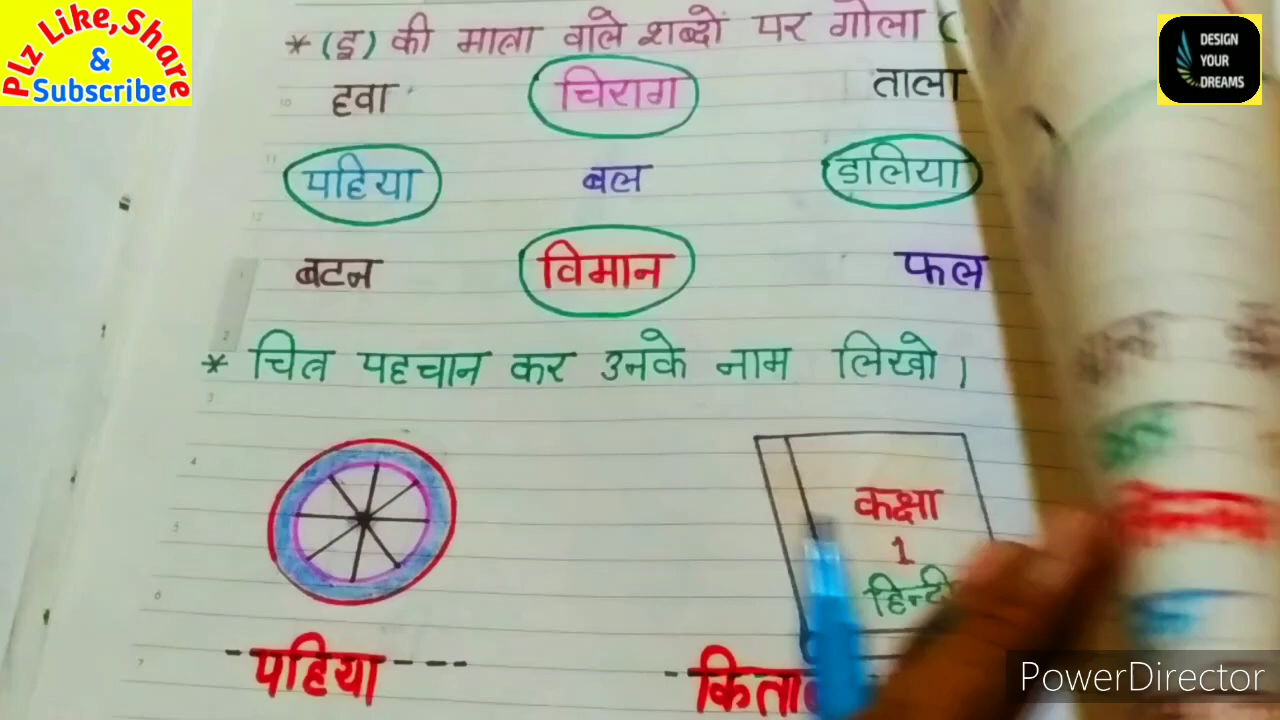 Plz Like,Share
&
Subscribe
DESIGN
YOUR
DREAMS
* (इ) की मात्रा वाले शब्दों पर गोला (
हवा चिराग ताला
पहिया बल डलिया
बटन विमान फल
* चित्र पहचान कर उनके नाम लिखो।
कक्षा
1
हिन्दी
पहिया
किताब
PowerDirector